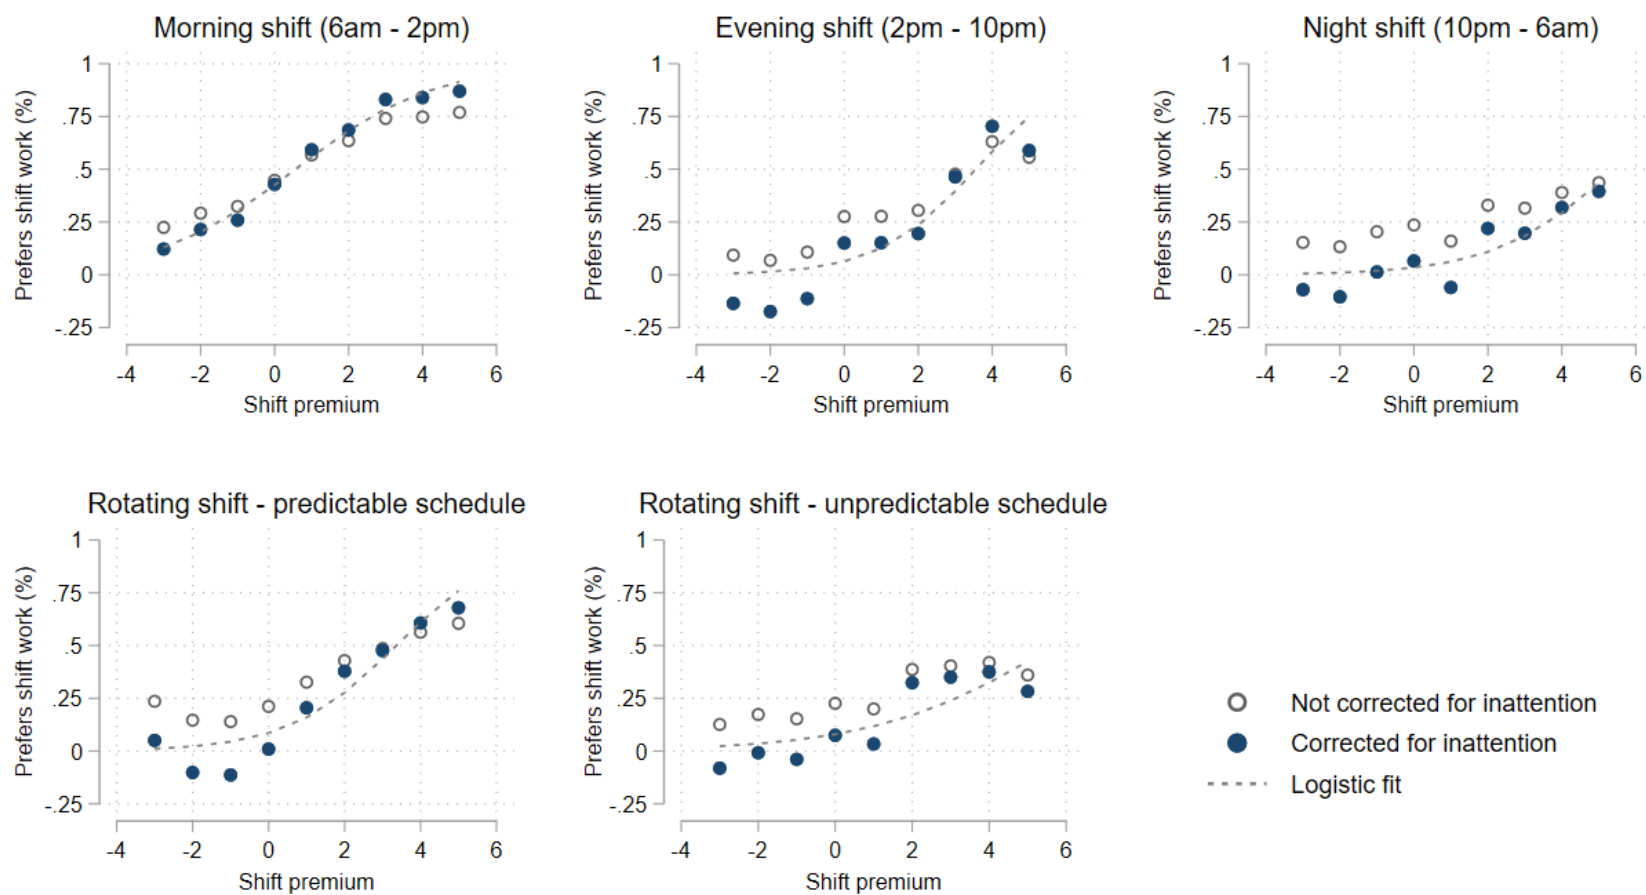 Morning shift (6am - 2pm)
Prefers shift work (%)
1
.75
.5
.25
0
-.25
-4 -2 0 2 4 6
Shift premium
Evening shift (2pm - 10pm)
Prefers shift work (%)
1
.75
.5
.25
0
-.25
-4 -2 0 2 4 6
Shift premium
Night shift (10pm - 6am)
Prefers shift work (%)
1
.75
.5
.25
0
-.25
-4 -2 0 2 4 6
Shift premium
Rotating shift - predictable schedule
Prefers shift work (%)
1
.75
.5
.25
0
-.25
-4 -2 0 2 4 6
Shift premium
Rotating shift - unpredictable schedule
Prefers shift work (%)
1
.75
.5
.25
0
-.25
-4 -2 0 2 4 6
Shift premium
Not corrected for inattention
Corrected for inattention
Logistic fit